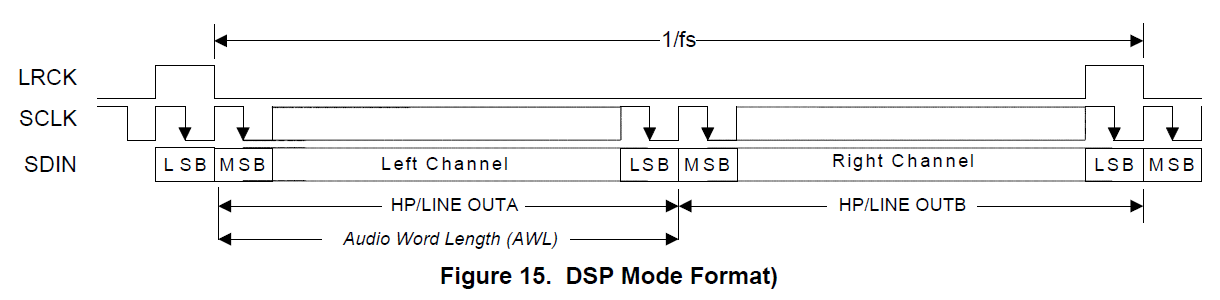 1/fs
LRCK
SCLK
SDIN LSB MSB Left Channel LSB MSB Right Channel LSB MSB
HP/LINE OUTA HP/LINE OUTB
Audio Word Length (AWL)
Figure 15. DSP Mode Format)